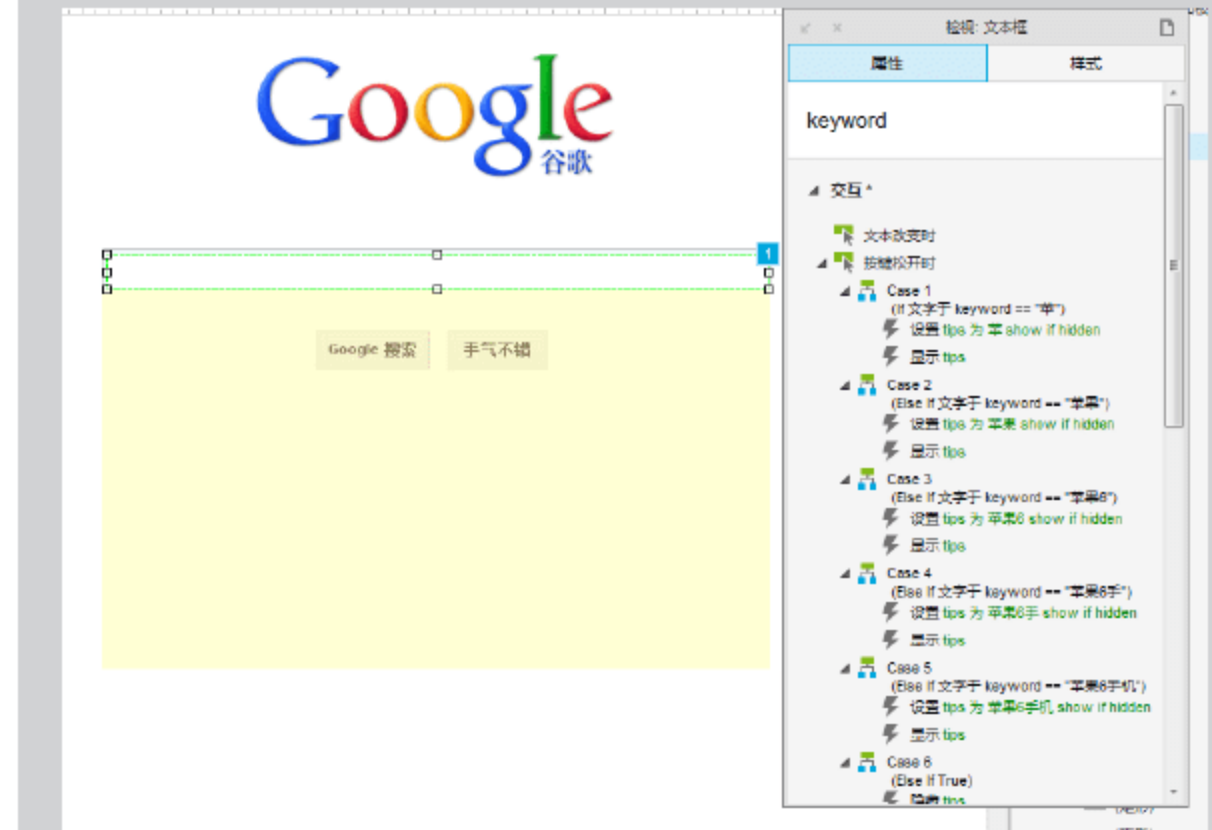 Google
谷歌
1
Google 搜索
手气不错
检视: 文本框
属性
样式
keyword
交互 *
文本改变时
按键松开时
Case 1
(If 文字于 keyword == "苹")
设置 tips 为 苹 show if hidden
显示 tips
Case 2
(Else If 文字于 keyword == "苹果")
设置 tips 为 苹果 show if hidden
显示 tips
Case 3
(Else If 文字于 keyword == "苹果6")
设置 tips 为 苹果6 show if hidden
显示 tips
Case 4
(Else If 文字于 keyword == "苹果6手")
设置 tips 为 苹果6手 show if hidden
显示 tips
Case 5
(Else If 文字于 keyword == "苹果6手机")
设置 tips 为 苹果6手机 show if hidden
显示 tips
Case 6
(Else If True)
隐藏 tips